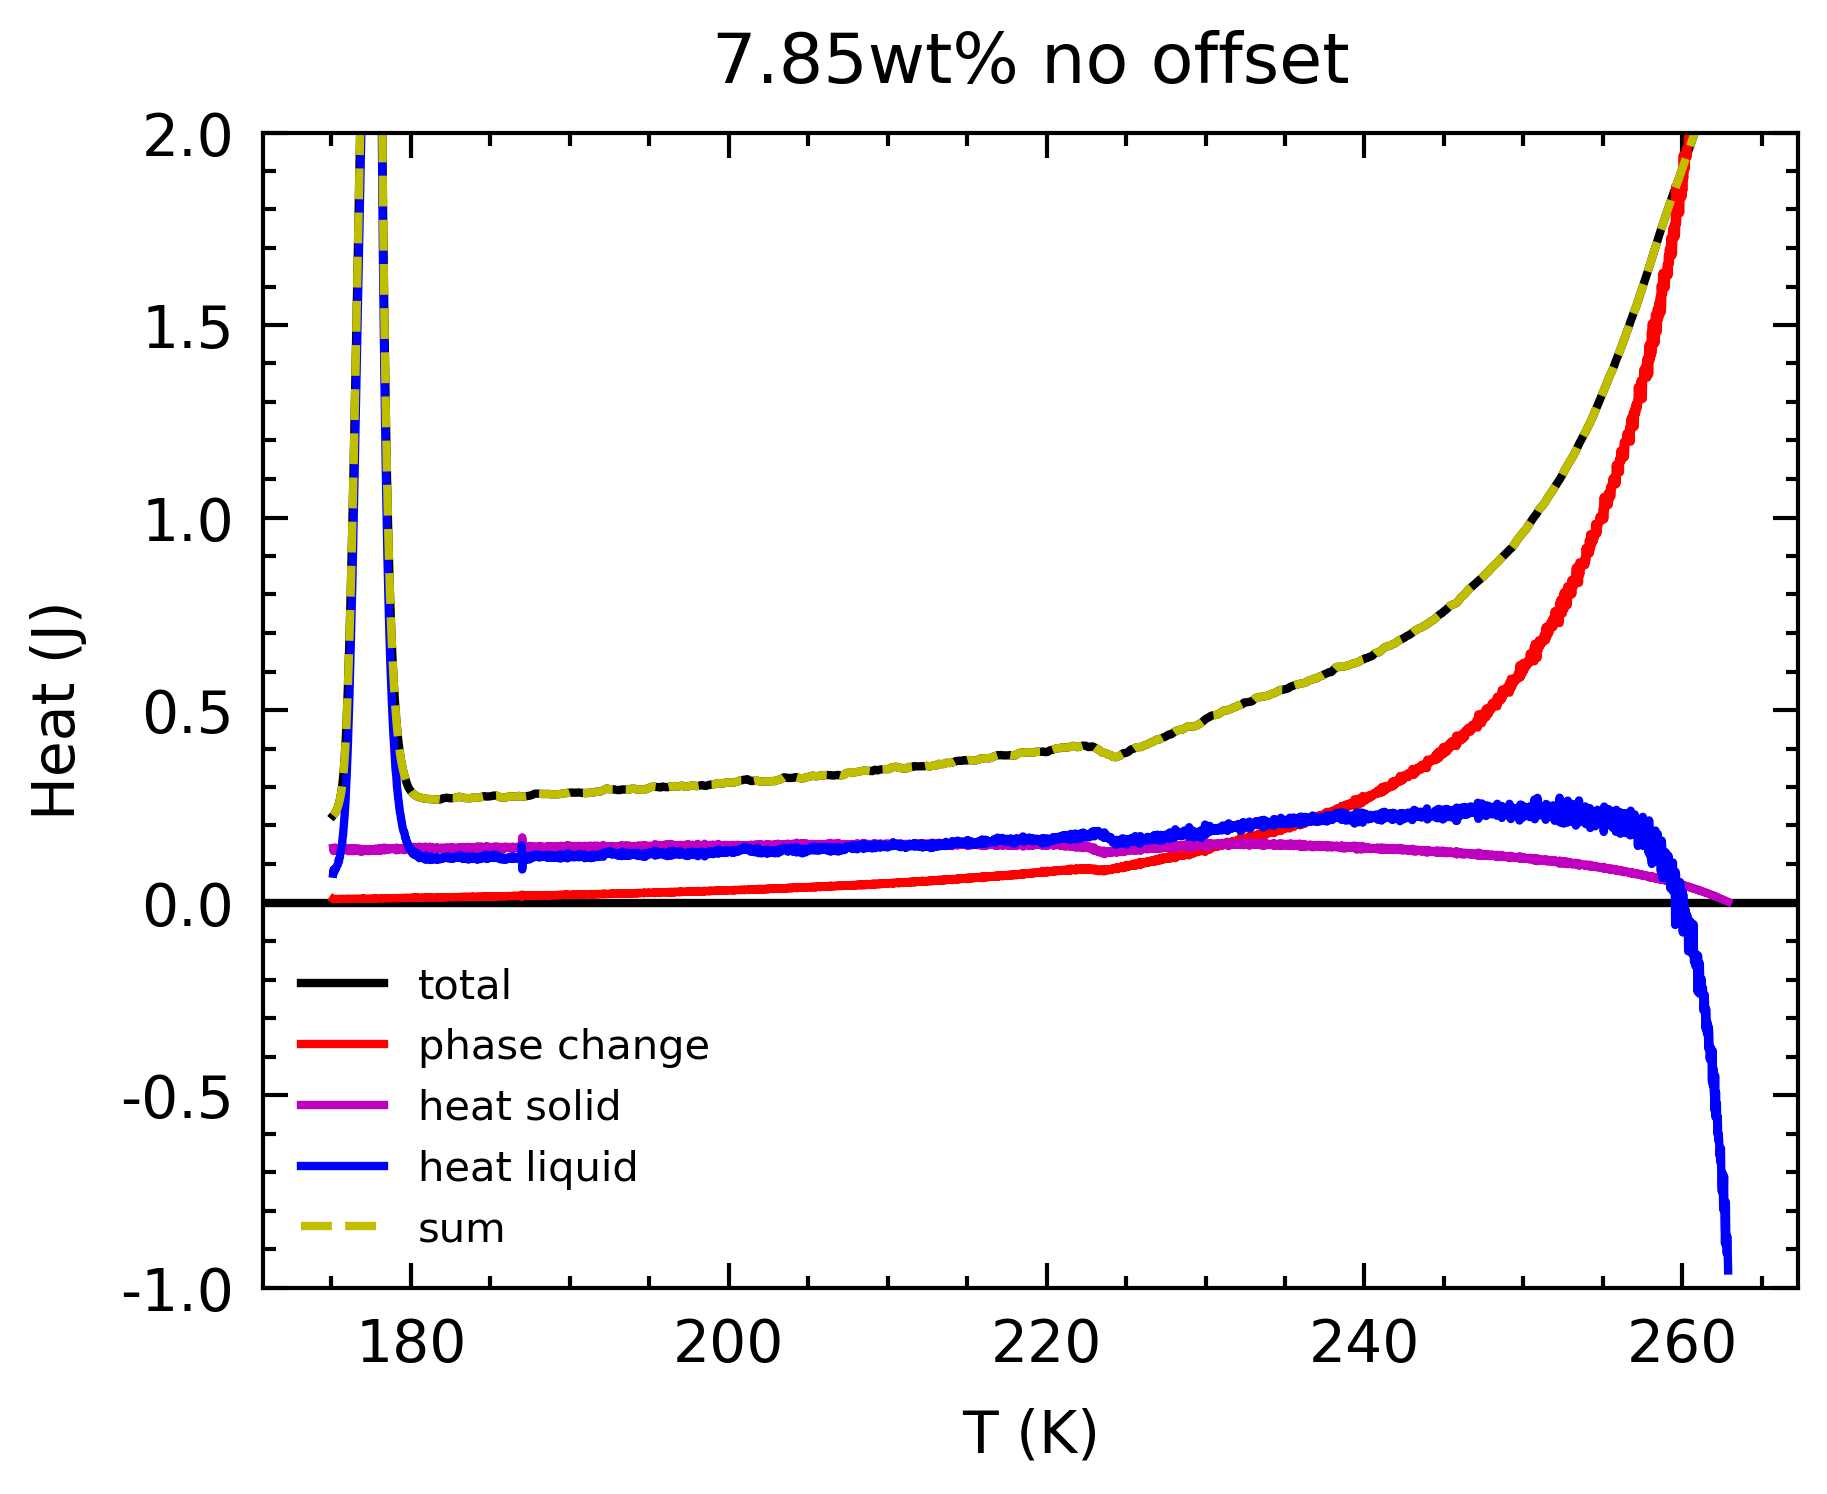 7.85wt% no offset
2.0
1.5
1.0
0.5
0.0
-0.5
-1.0
Heat (J)
total
phase change
heat solid
heat liquid
sum
180 200 220 240 260
T (K)